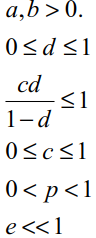 a,b > 0.
0 ≤ d ≤ 1
cd/(1−d) ≤ 1
0 ≤ c ≤ 1
0 < p < 1
e << 1